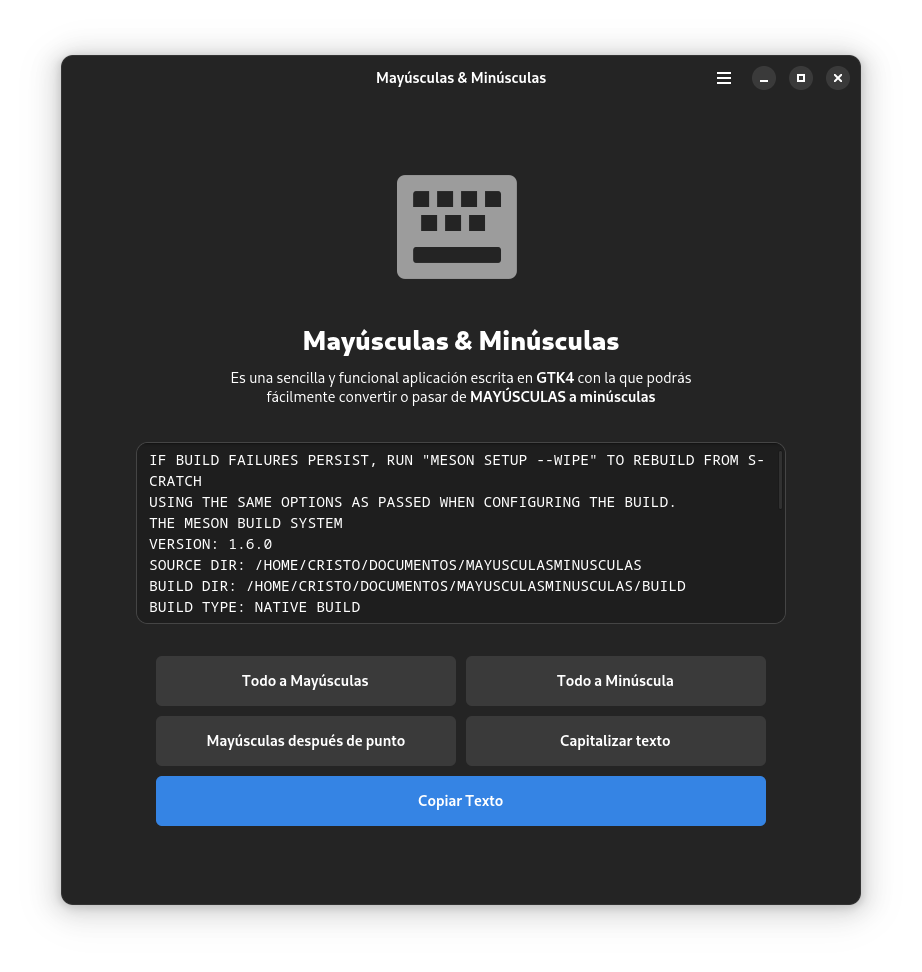 Mayúsculas & Minúsculas
Mayúsculas & Minúsculas
Es una sencilla y funcional aplicación escrita en GTK4 con la que podrás
fácilmente convertir o pasar de MAYÚSCULAS a minúsculas
IF BUILD FAILURES PERSIST, RUN "MESON SETUP --WIPE" TO REBUILD FROM S-
CRATCH
USING THE SAME OPTIONS AS PASSED WHEN CONFIGURING THE BUILD.
THE MESON BUILD SYSTEM
VERSION: 1.6.0
SOURCE DIR: /HOME/CRISTO/DOCUMENTOS/MAYUSCULASMINUSCULAS
BUILD DIR: /HOME/CRISTO/DOCUMENTOS/MAYUSCULASMINUSCULAS/BUILD
BUILD TYPE: NATIVE BUILD
Todo a Mayúsculas
Todo a Minúscula
Mayúsculas después de punto
Capitalizar texto
Copiar Texto